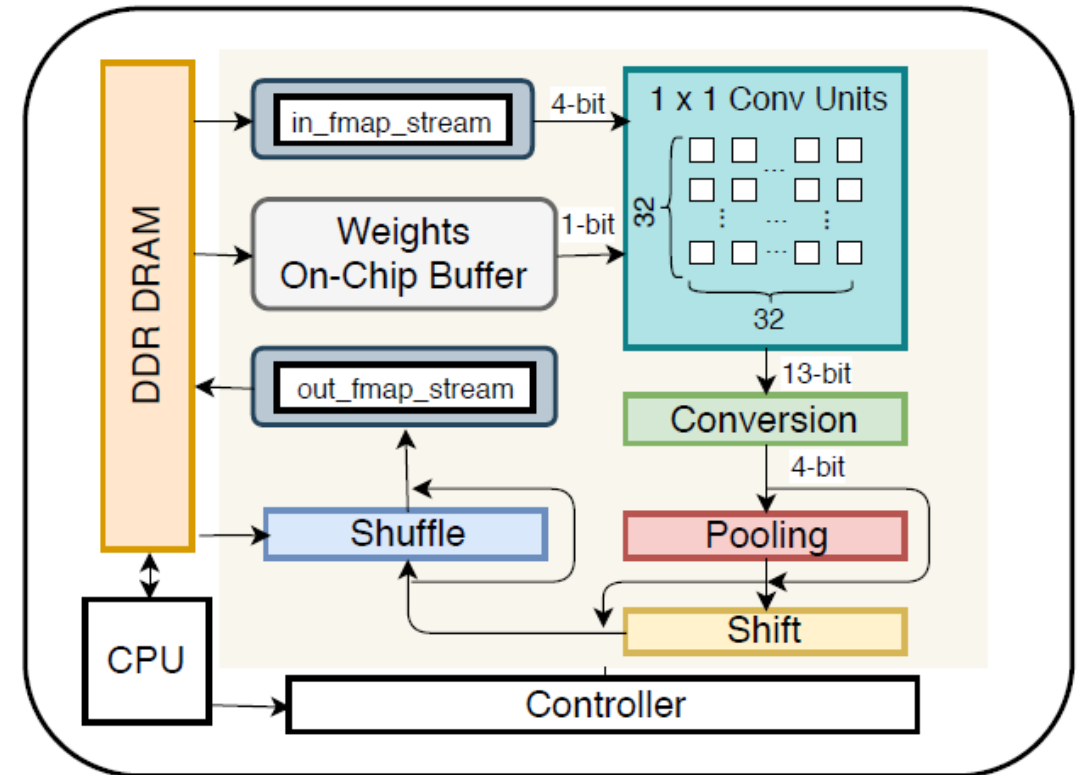 DDR DRAM
in_fmap_stream
4-bit
1 x 1 Conv Units
...
32
...
...
...
...
32
Weights
On-Chip Buffer
1-bit
out_fmap_stream
13-bit
Conversion
4-bit
Shuffle
Pooling
Shift
CPU
Controller